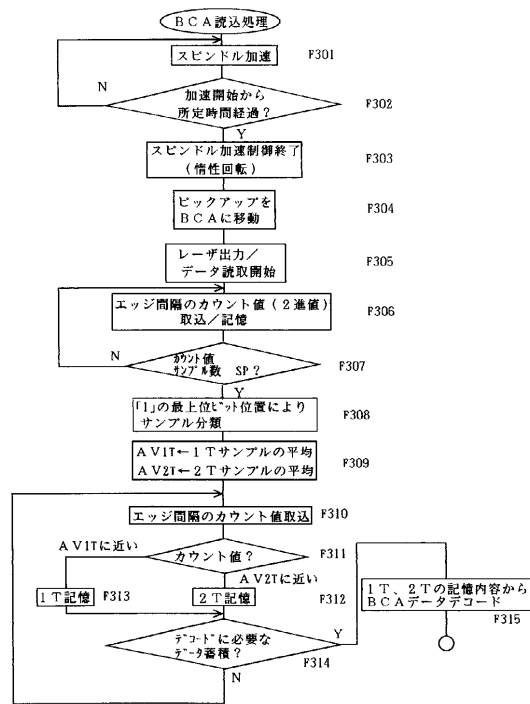 BCA読込処理
スピンドル加速
F301
N
加速開始から
所定時間経過?
F302
Y
スピンドル加速制御終了
(惰性回転)
F303
ピックアップを
BCAに移動
F304
レーザ出力/
データ読取開始
F305
エッジ間隔のカウント値(2進値)
取込/記憶
F306
N
カウント値
サンプル数 SP?
F307
Y
「1」の最上位ビット位置により
サンプル分類
F308
AV1T←1Tサンプルの平均
AV2T←2Tサンプルの平均
F309
エッジ間隔のカウント値取込
F310
AV1Tに近い
カウント値?
F311
AV2Tに近い
1T記憶
F313
2T記憶
F312
デコードに必要な
データ蓄積?
F314
Y
N
1T、2Tの記憶内容から
BCAデータデコード
F315